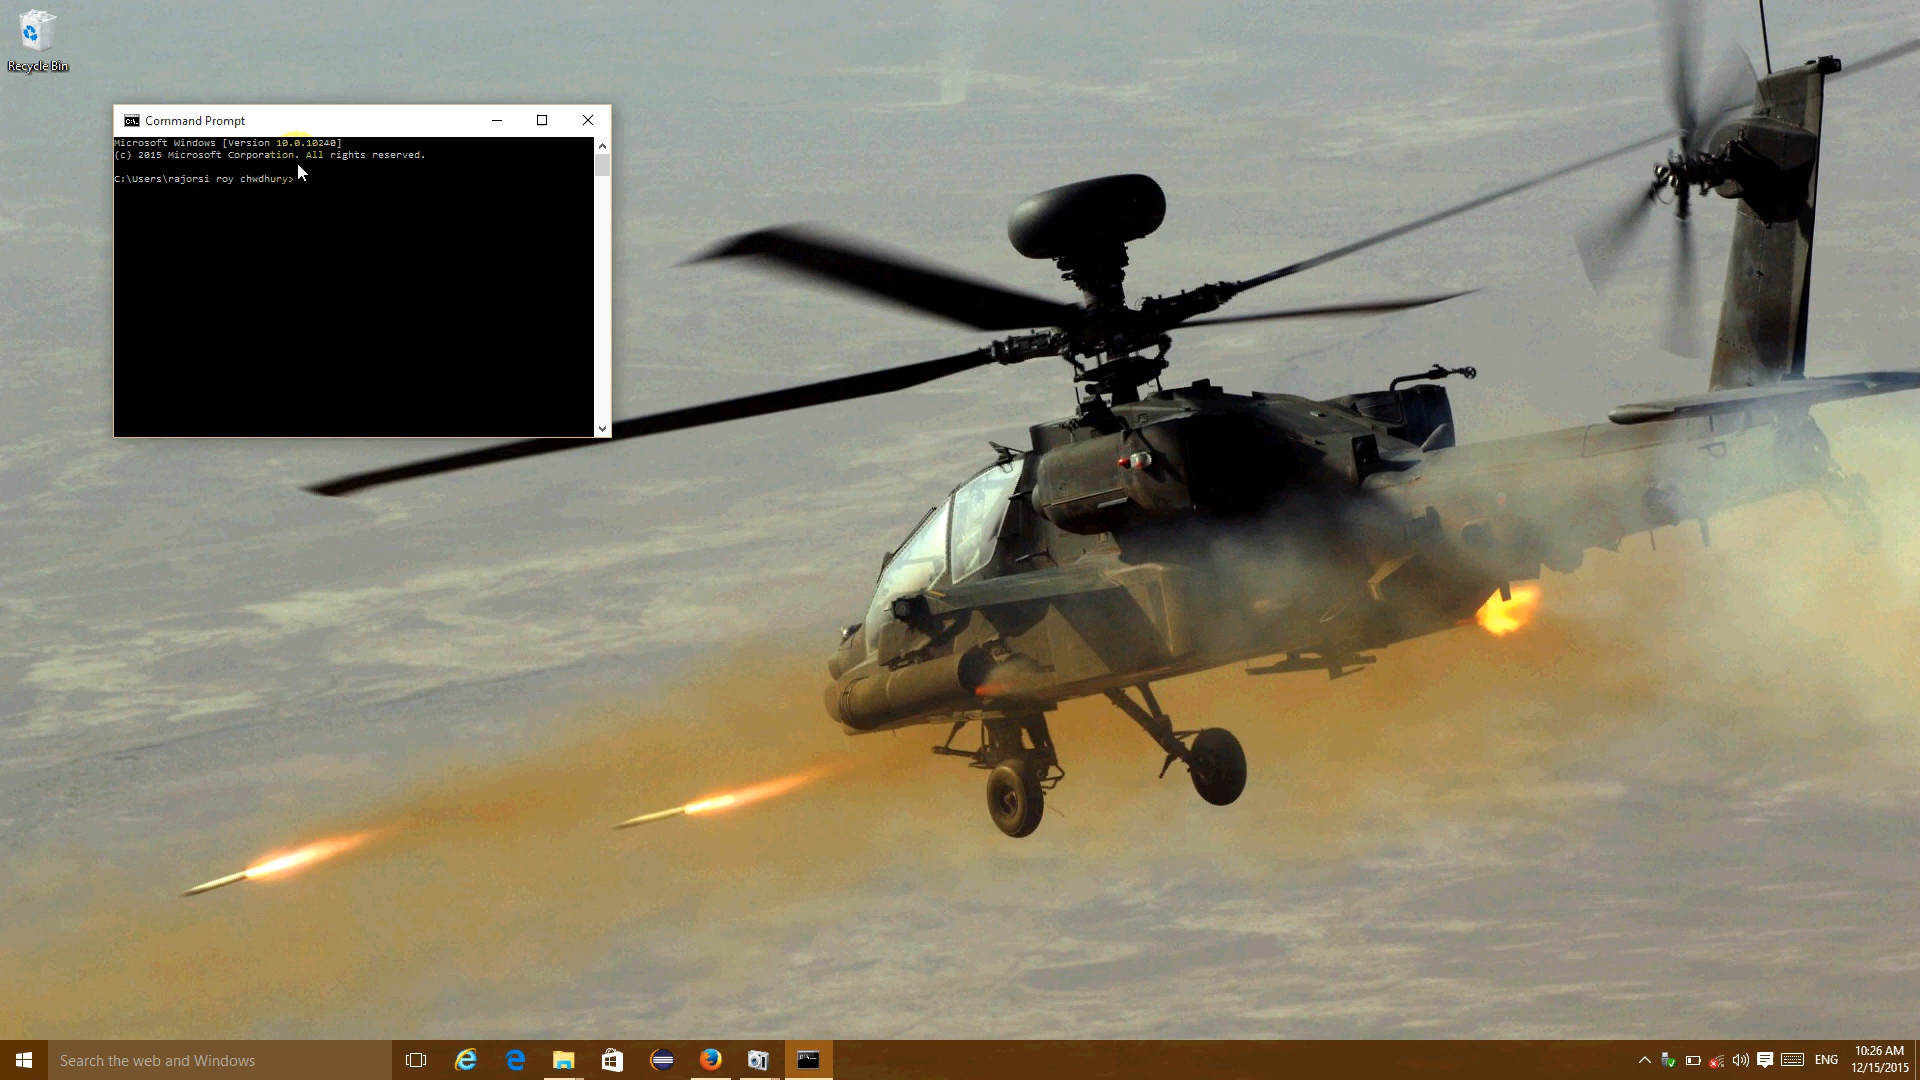 Recycle Bin
Command Prompt
Microsoft Windows [Version 10.0.10240]
(c) 2015 Microsoft Corporation. All rights reserved.
C:\Users\rajorsi roy chwdhury>
Search the web and Windows
ENG
10:26 AM
12/15/2015